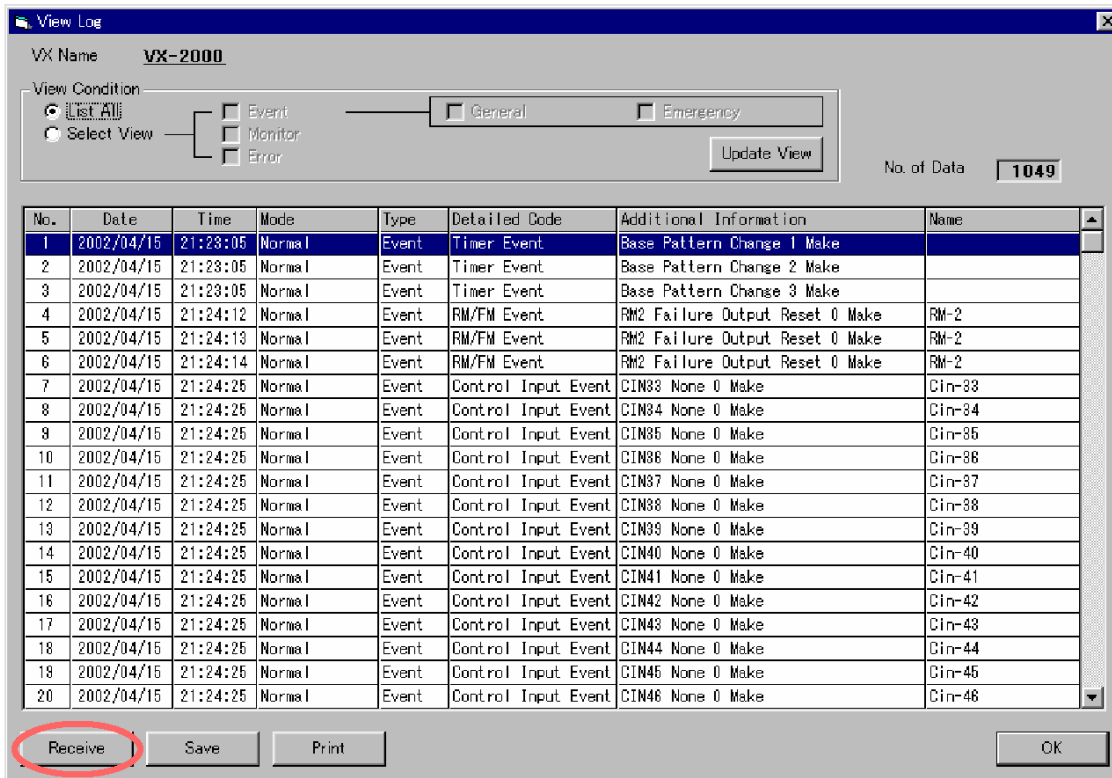 View Log
VX Name VX-2000
View Condition
List All Event General Emergency
Select View Monitor
Error
Update View
No. of Data 1049
No. Date Time Mode Type Detailed Code Additional Information Name
1 2002/04/15 21:23:05 Normal Event Timer Event Base Pattern Change 1 Make
2 2002/04/15 21:23:05 Normal Event Timer Event Base Pattern Change 2 Make
3 2002/04/15 21:23:05 Normal Event Timer Event Base Pattern Change 3 Make
4 2002/04/15 21:24:12 Normal Event RM/FM Event RM2 Failure Output Reset 0 Make RM-2
5 2002/04/15 21:24:13 Normal Event RM/FM Event RM2 Failure Output Reset 0 Make RM-2
6 2002/04/15 21:24:14 Normal Event RM/FM Event RM2 Failure Output Reset 0 Make RM-2
7 2002/04/15 21:24:25 Normal Event Control Input Event CIN33 None 0 Make Cin-33
8 2002/04/15 21:24:25 Normal Event Control Input Event CIN34 None 0 Make Cin-34
9 2002/04/15 21:24:25 Normal Event Control Input Event CIN35 None 0 Make Cin-35
10 2002/04/15 21:24:25 Normal Event Control Input Event CIN36 None 0 Make Cin-36
11 2002/04/15 21:24:25 Normal Event Control Input Event CIN37 None 0 Make Cin-37
12 2002/04/15 21:24:25 Normal Event Control Input Event CIN38 None 0 Make Cin-38
13 2002/04/15 21:24:25 Normal Event Control Input Event CIN39 None 0 Make Cin-39
14 2002/04/15 21:24:25 Normal Event Control Input Event CIN40 None 0 Make Cin-40
15 2002/04/15 21:24:25 Normal Event Control Input Event CIN41 None 0 Make Cin-41
16 2002/04/15 21:24:25 Normal Event Control Input Event CIN42 None 0 Make Cin-42
17 2002/04/15 21:24:25 Normal Event Control Input Event CIN43 None 0 Make Cin-43
18 2002/04/15 21:24:25 Normal Event Control Input Event CIN44 None 0 Make Cin-44
19 2002/04/15 21:24:25 Normal Event Control Input Event CIN45 None 0 Make Cin-45
20 2002/04/15 21:24:25 Normal Event Control Input Event CIN46 None 0 Make Cin-46
Receive Save Print OK